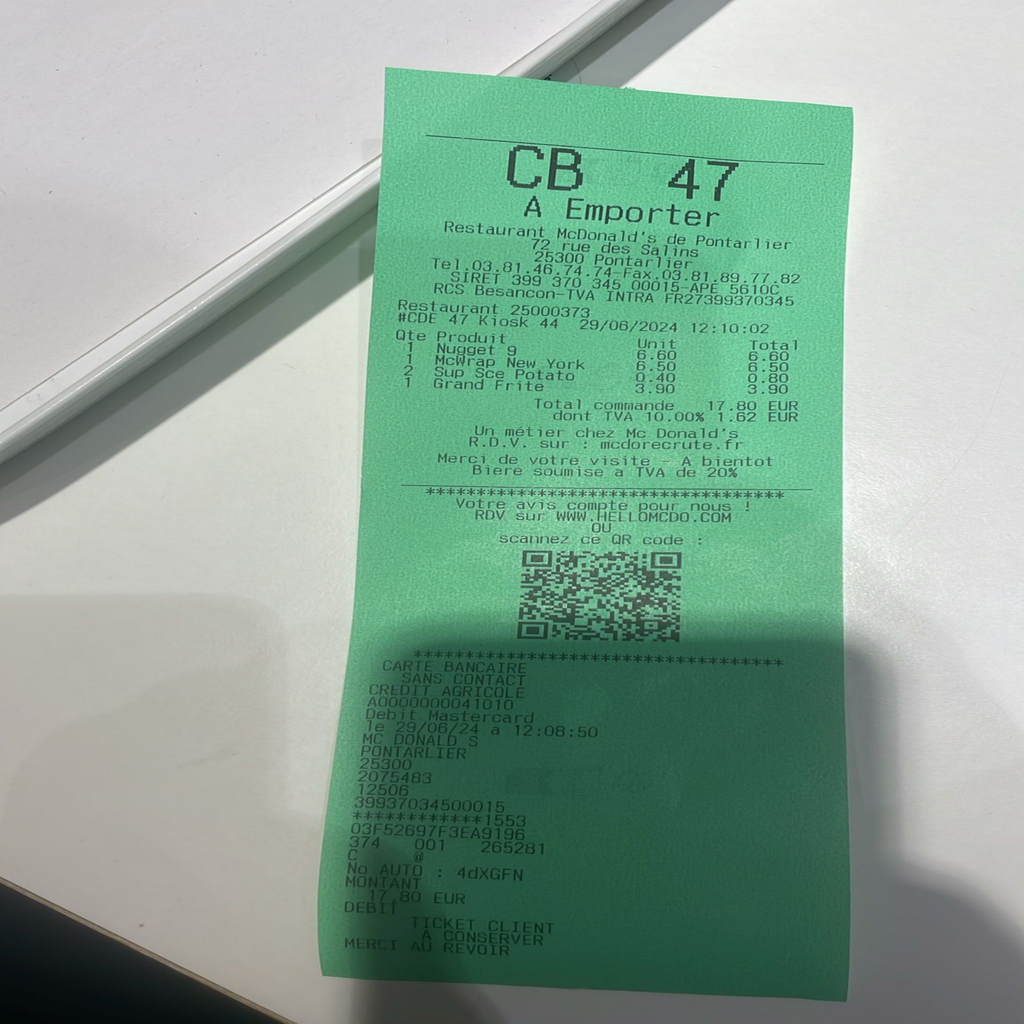 CB 47
A Emporter
Restaurant McDonald's de Pontarlier
72 rue des Salins
25300 Pontarlier
Tel.03.81.46.74.74-Fax.03.81.89.77.82
SIRET 399 370 345 00015-APE 5610C
RCS Besancon-TVA INTRA FR27399370345
Restaurant 25000373
#CDE 47 Kiosk 44 29/06/2024 12:10:02
Qte Produit Unit Total
1 Nugget 9 6.60 6.60
1 McWrap New York 6.50 6.50
2 Sup Sce Potato 0.40 0.80
1 Grand Frite 3.90 3.90
Total commande 17.80 EUR
dont TVA 10.00% 1.62 EUR
Un métier chez Mc Donald's
R.D.V. sur : mcdorecrute.fr
Merci de votre visite - A bientot
Biere soumise a TVA de 20%
***********************************
Votre avis compte pour nous !
RDV sur WWW.HELLOMCDO.COM
OU
scannez ce QR code :
***********************************
CARTE BANCAIRE
SANS CONTACT
CREDIT AGRICOLE
A0000000041010
Debit Mastercard
le 29/06/24 a 12:08:50
MC DONALD S
PONTARLIER
25300
2075483
12506
39937034500015
************1553
03F52697F3EA9196
374 001 265281
C @
No AUTO : 4dXGFN
MONTANT
17,80 EUR
DEBIT
TICKET CLIENT
A CONSERVER
MERCI AU REVOIR